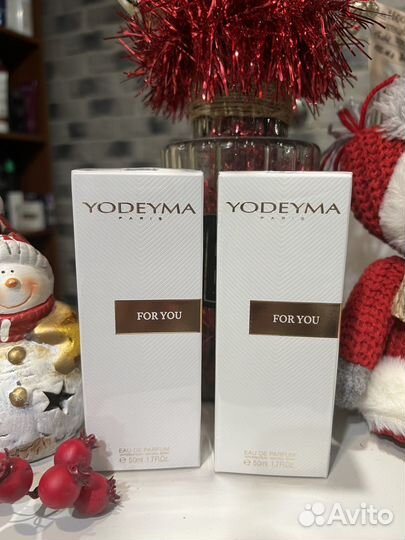 YODEYMA
PARIS
FOR YOU
EAU DE PARFUM
℮ 50ml 1.7Fl.Oz.
YODEYMA
PARIS
FOR YOU
EAU DE PARFUM
℮ 50ml 1.7Fl.Oz.
Avito